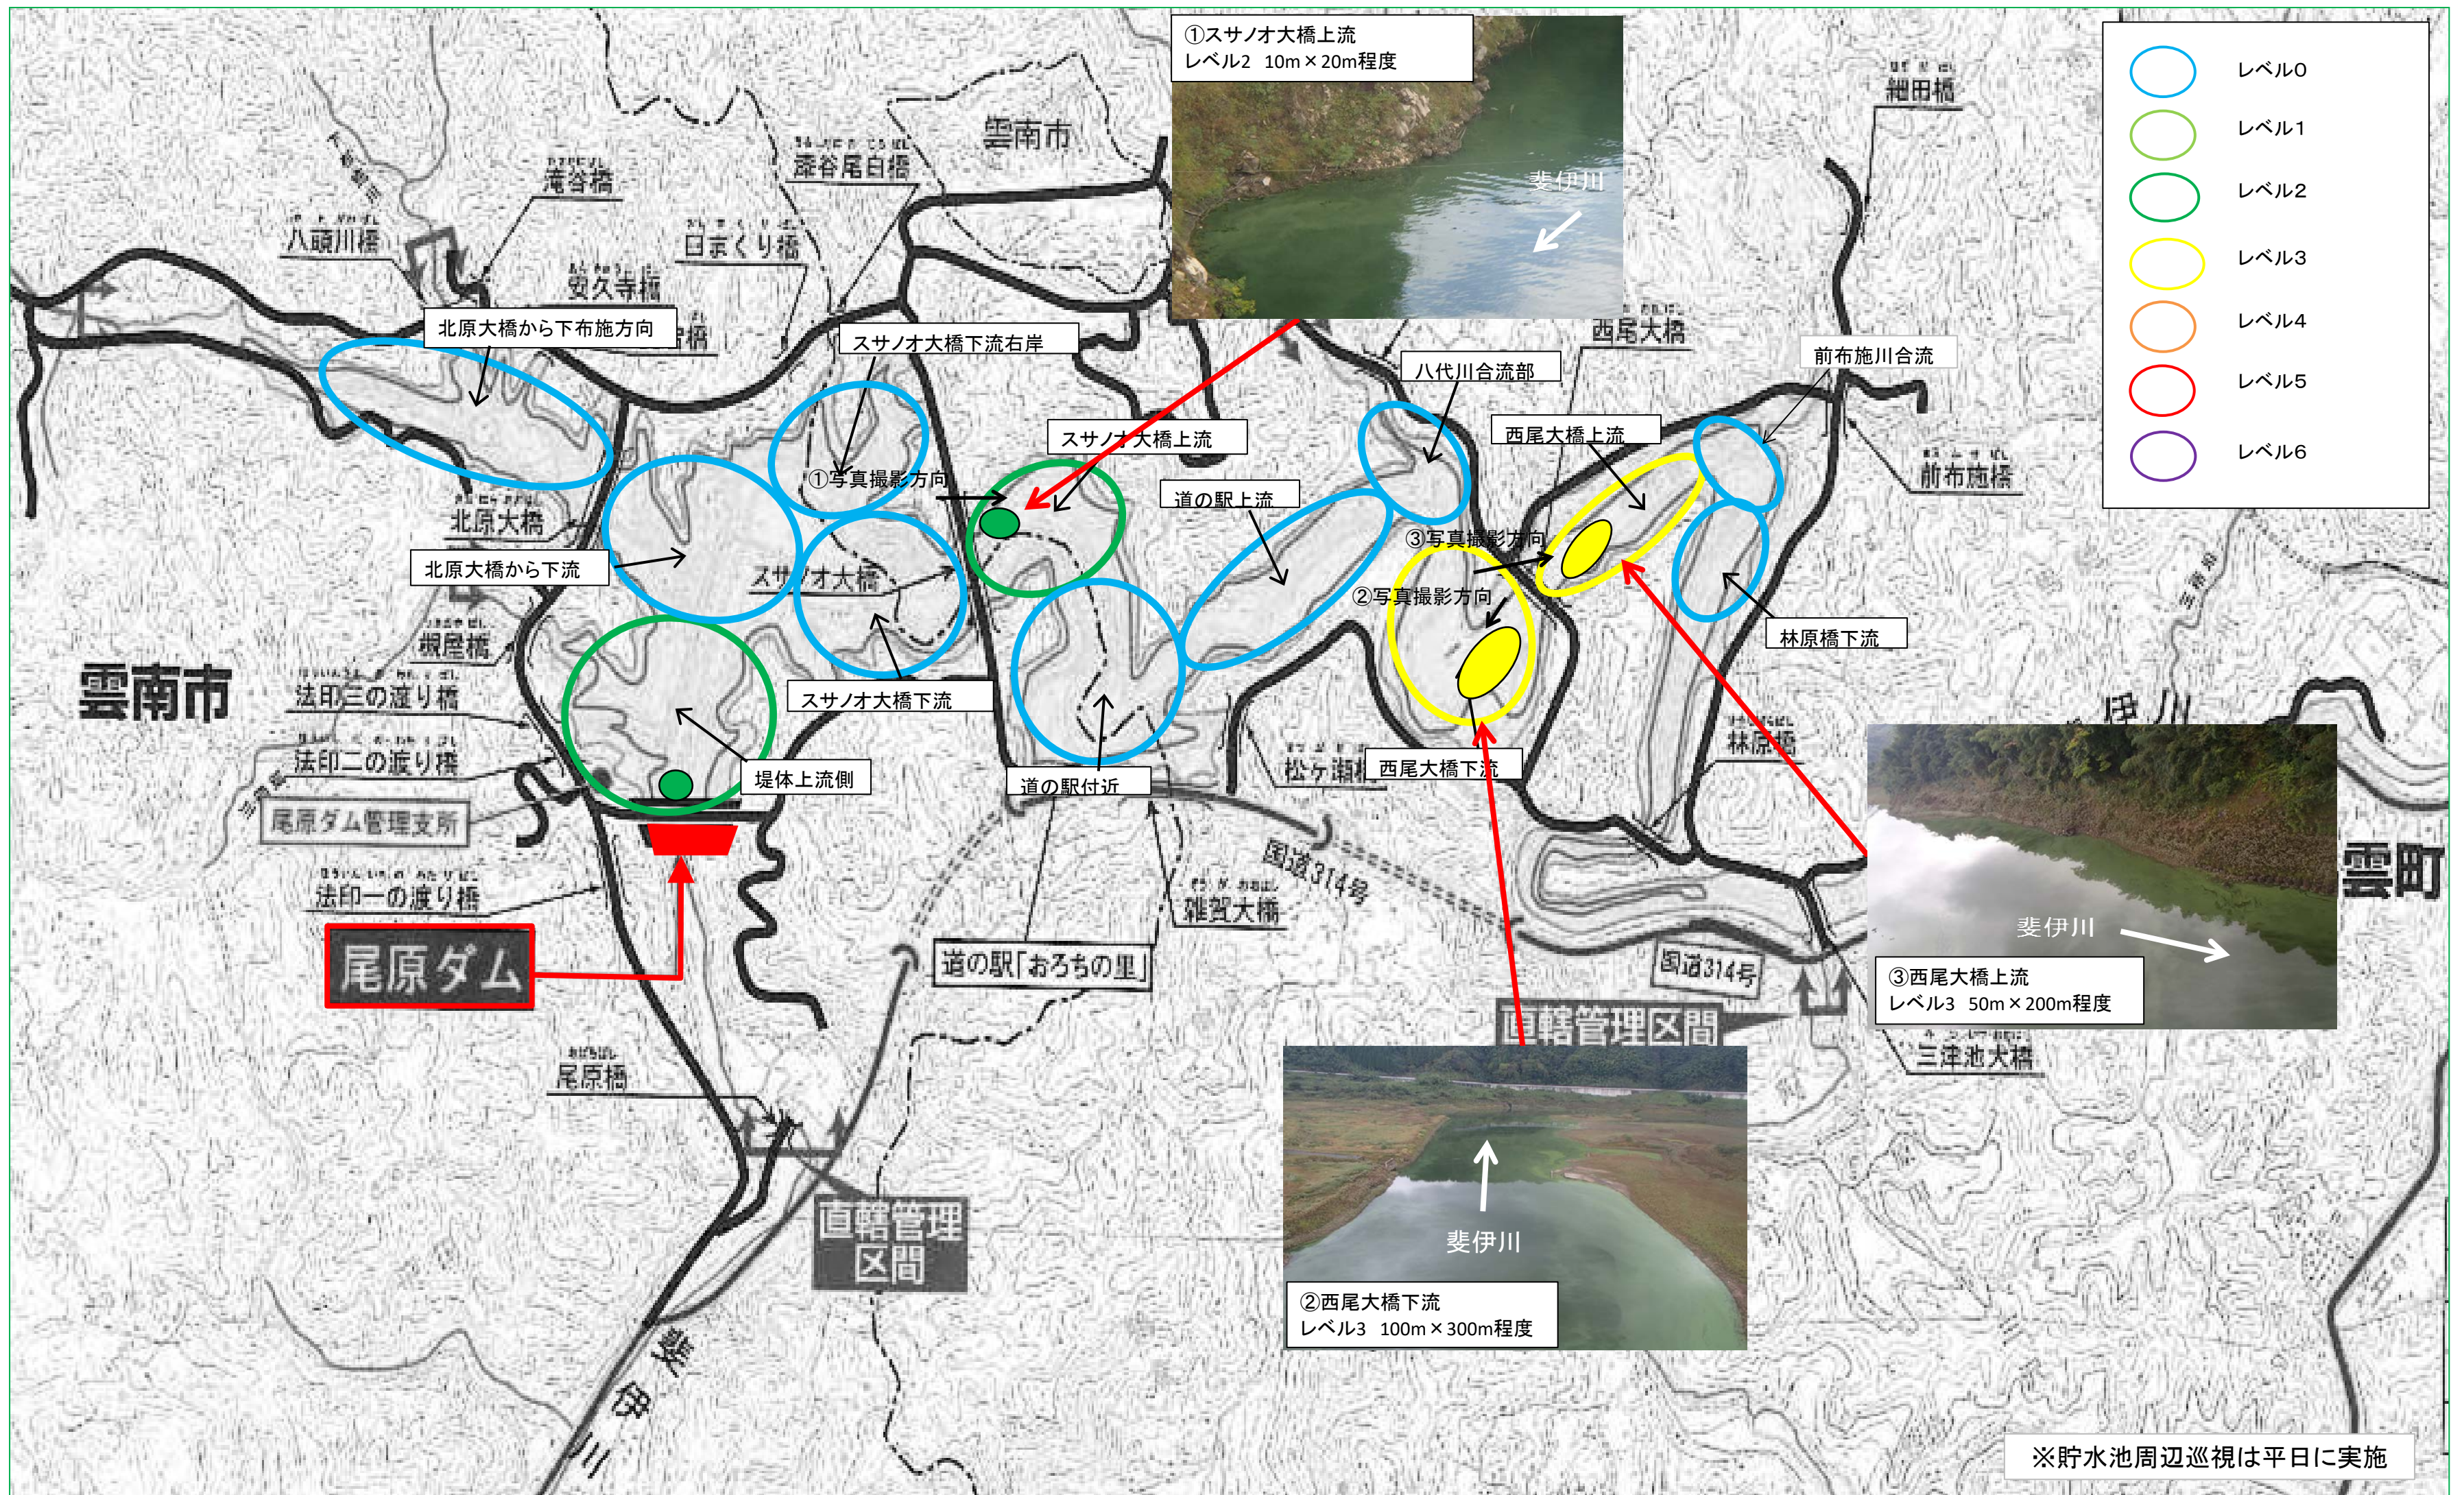 ①スサノオ大橋上流
レベル2 10m×20m程度
斐伊川
レベル0
レベル1
レベル2
レベル3
レベル4
レベル5
レベル6
細田橋
雲南市
滝谷橋
八頭川橋
日まくり橋
安久寺橋
北原大橋から下布施方向
スサノオ大橋下流右岸
西尾大橋
前布施川合流
八代川合流部
スサノオ大橋上流
西尾大橋上流
①写真撮影方向
道の駅上流
前布施橋
北原大橋
③写真撮影方向
北原大橋から下流
スサノオ大橋
②写真撮影方向
林原橋下流
槻屋橋
雲南市
法印三の渡り橋
スサノオ大橋下流
伊川
林原橋
法印二の渡り橋
堤体上流側
道の駅付近
松ケ瀬橋
西尾大橋下流
尾原ダム管理支所
国道314号
雲町
法印一の渡り橋
雑賀大橋
斐伊川
尾原ダム
道の駅「おろちの里」
国道314号
③西尾大橋上流
レベル3 50m×200m程度
直轄管理区間
三津池大橋
おばらばし
尾原橋
直轄管理
区間
斐伊川
②西尾大橋下流
レベル3 100m×300m程度
斐伊川
※貯水池周辺巡視は平日に実施